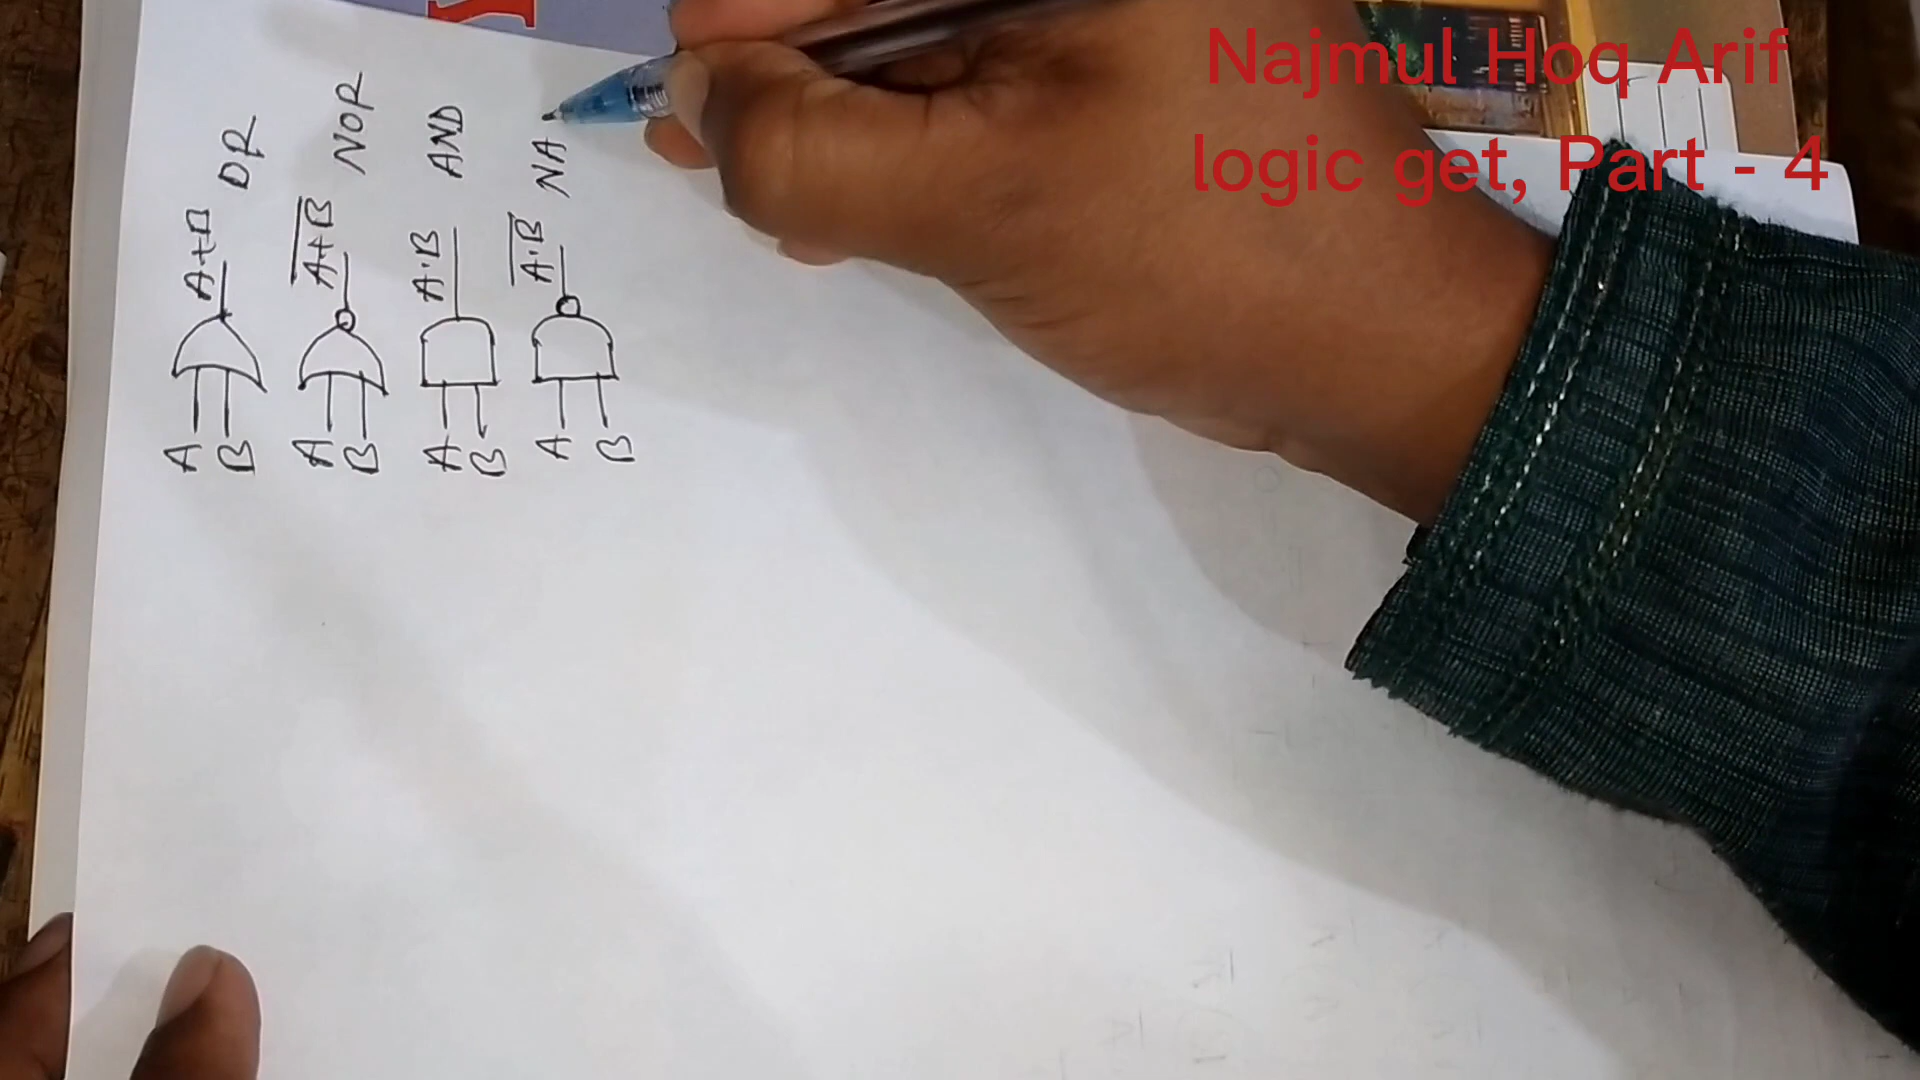 Najmul Hoq Arif
logic get, Part - 4
A
B
A+B
OR
A
B
A+B
NOR
A
B
A·B
AND
A
B
A·B
NA